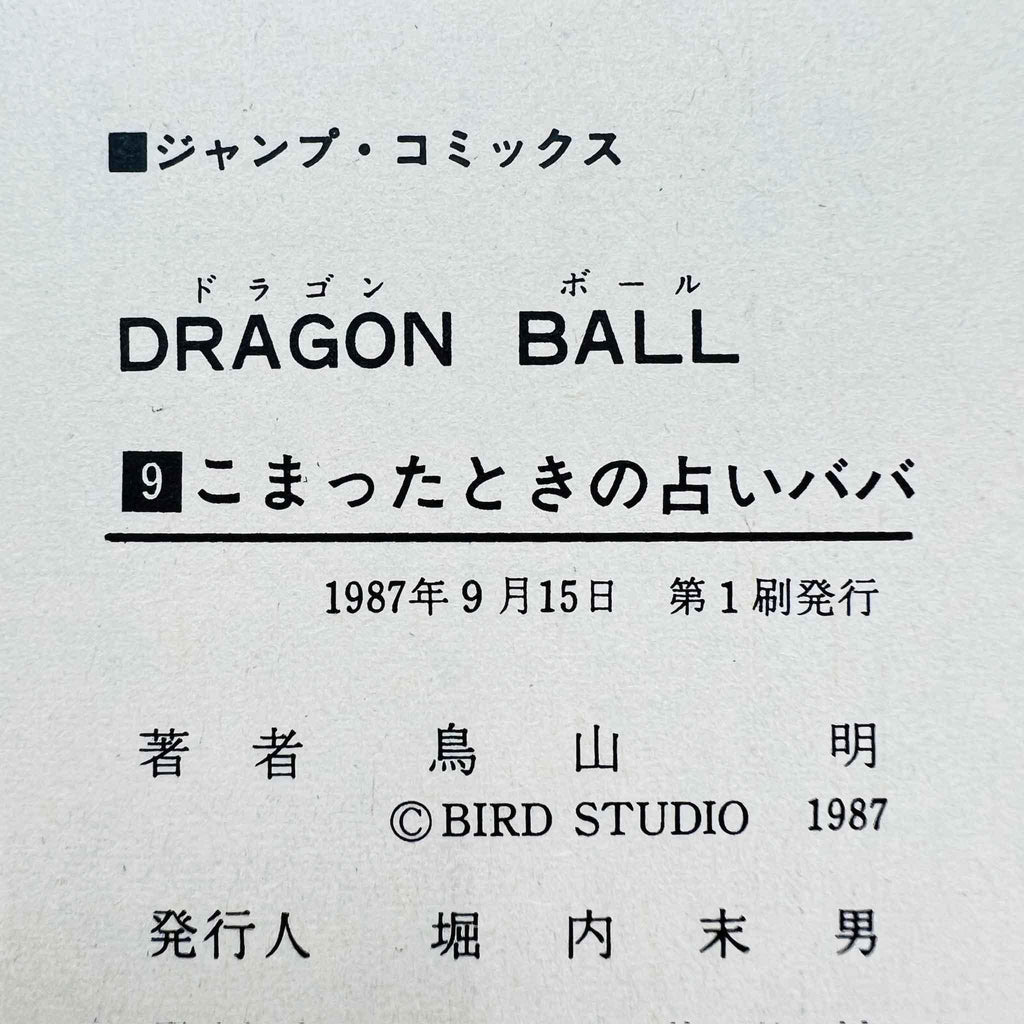 ■ジャンプ・コミックス
ドラゴン ボール
DRAGON BALL
9 こまったときの占いババ
1987年9月15日 第1刷発行
著者 鳥山明
©BIRD STUDIO 1987
発行人 堀内末男